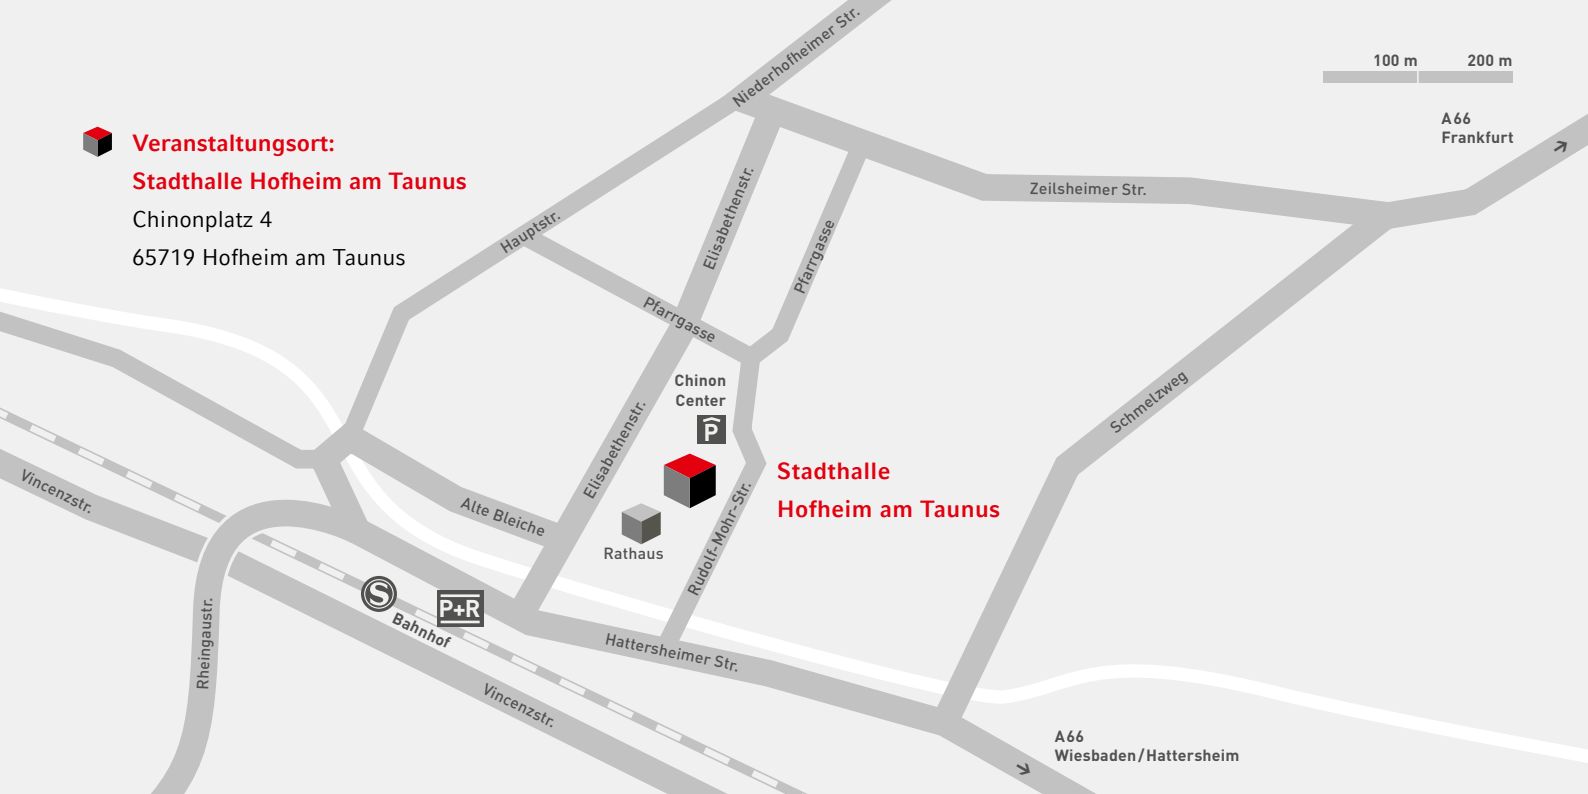 Niederhofheimer Str.
100 m 200 m
A66
Frankfurt
Veranstaltungsort:
Stadthalle Hofheim am Taunus
Chinonplatz 4
65719 Hofheim am Taunus
Hauptstr.
Elisabethenstr.
Pfarrgasse
Zeilsheimer Str.
Pfarrgasse
Chinon
Center
P
Schmelzweg
Elisabethenstr.
Stadthalle
Hofheim am Taunus
Vincenzstr.
Alte Bleiche
Rathaus
Rudolf-Mohr-Str.
S
P+R
Bahnhof
Rheingaustr.
Hattersheimer Str.
Vincenzstr.
A66
Wiesbaden/Hattersheim